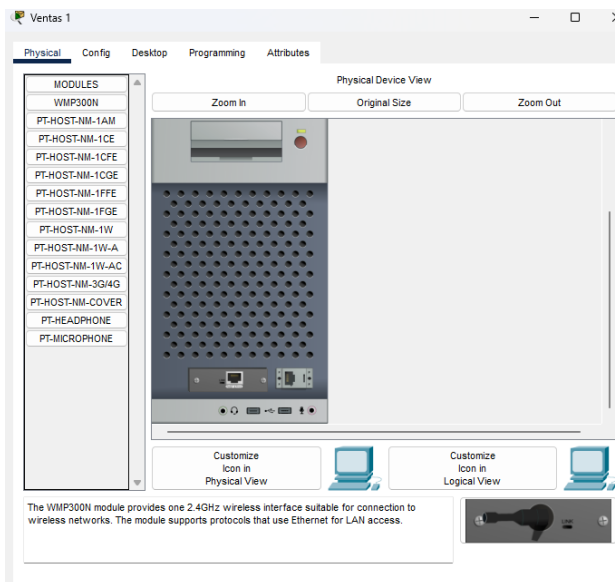 Ventas 1
Physical Config Desktop Programming Attributes
MODULES
WMP300N
PT-HOST-NM-1AM
PT-HOST-NM-1CE
PT-HOST-NM-1CFE
PT-HOST-NM-1CGE
PT-HOST-NM-1FFE
PT-HOST-NM-1FGE
PT-HOST-NM-1W
PT-HOST-NM-1W-A
PT-HOST-NM-1W-AC
PT-HOST-NM-3G/4G
PT-HOST-NM-COVER
PT-HEADPHONE
PT-MICROPHONE
Physical Device View
Zoom In Original Size Zoom Out
Customize
Icon in
Physical View
Customize
Icon in
Logical View
The WMP300N module provides one 2.4GHz wireless interface suitable for connection to
wireless networks. The module supports protocols that use Ethernet for LAN access.
LINK